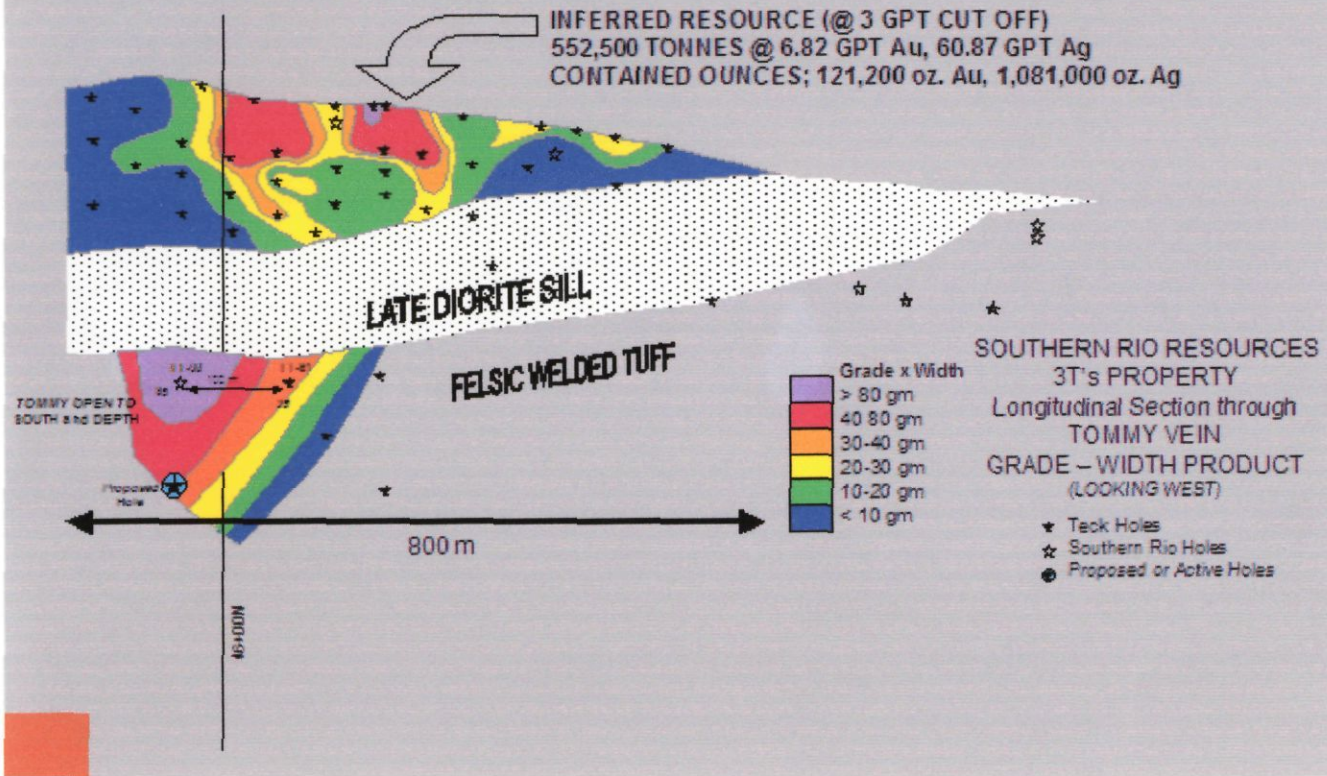 INFERRED RESOURCE (@ 3 GPT CUT OFF)
552,500 TONNES @ 6.82 GPT Au, 60.87 GPT Ag
CONTAINED OUNCES; 121,200 oz. Au, 1,081,000 oz. Ag
LATE DIORITE SILL
FELSIC WELDED TUFF
TOMMY OPEN TO
SOUTH and DEPTH
Proposed
Hole
800 m
46+00N
Grade x Width
> 80 gm
40 80 gm
30-40 gm
20-30 gm
10-20 gm
< 10 gm
SOUTHERN RIO RESOURCES
3T's PROPERTY
Longitudinal Section through
TOMMY VEIN
GRADE – WIDTH PRODUCT
(LOOKING WEST)
Teck Holes
Southern Rio Holes
Proposed or Active Holes